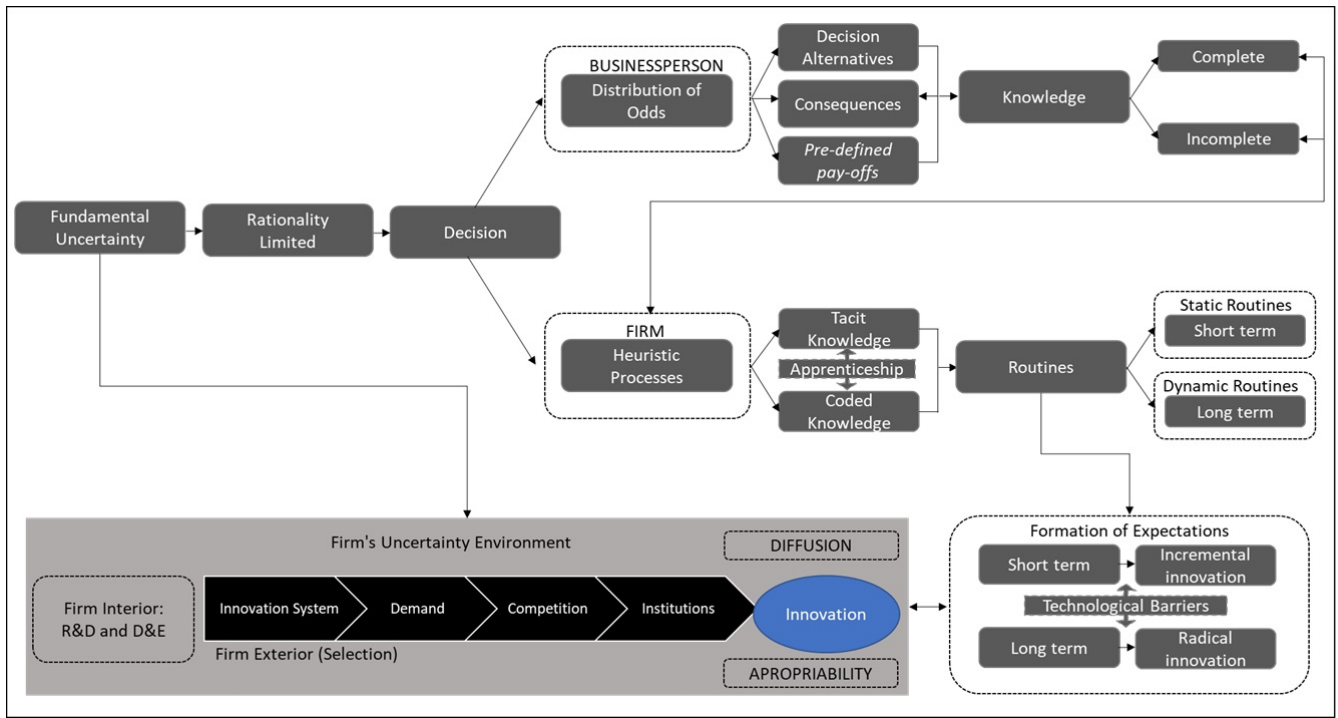 Fundamental
Uncertainty
Rationality
Limited
Decision
BUSINESSPERSON
Distribution of
Odds
Decision
Alternatives
Consequences
Pre-defined
pay-offs
Knowledge
Complete
Incomplete
FIRM
Heuristic
Processes
Tacit
Knowledge
Apprenticeship
Coded
Knowledge
Routines
Static Routines
Short term
Dynamic Routines
Long term
Firm's Uncertainty Environment
DIFFUSION
Firm Interior:
R&D and D&E
Innovation System
Demand
Competition
Institutions
Innovation
Firm Exterior (Selection)
APROPRIABILITY
Formation of Expectations
Short term
Incremental
innovation
Technological Barriers
Long term
Radical
innovation